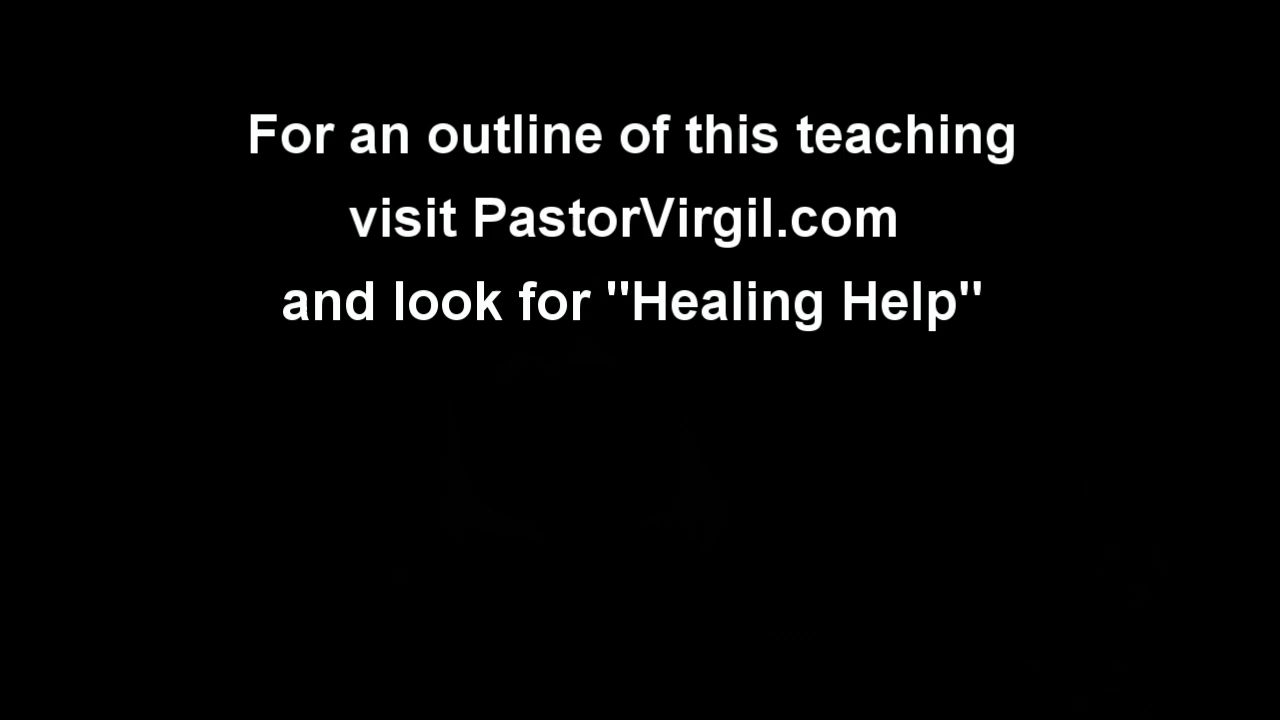 For an outline of this teaching
visit PastorVirgil.com
and look for "Healing Help"